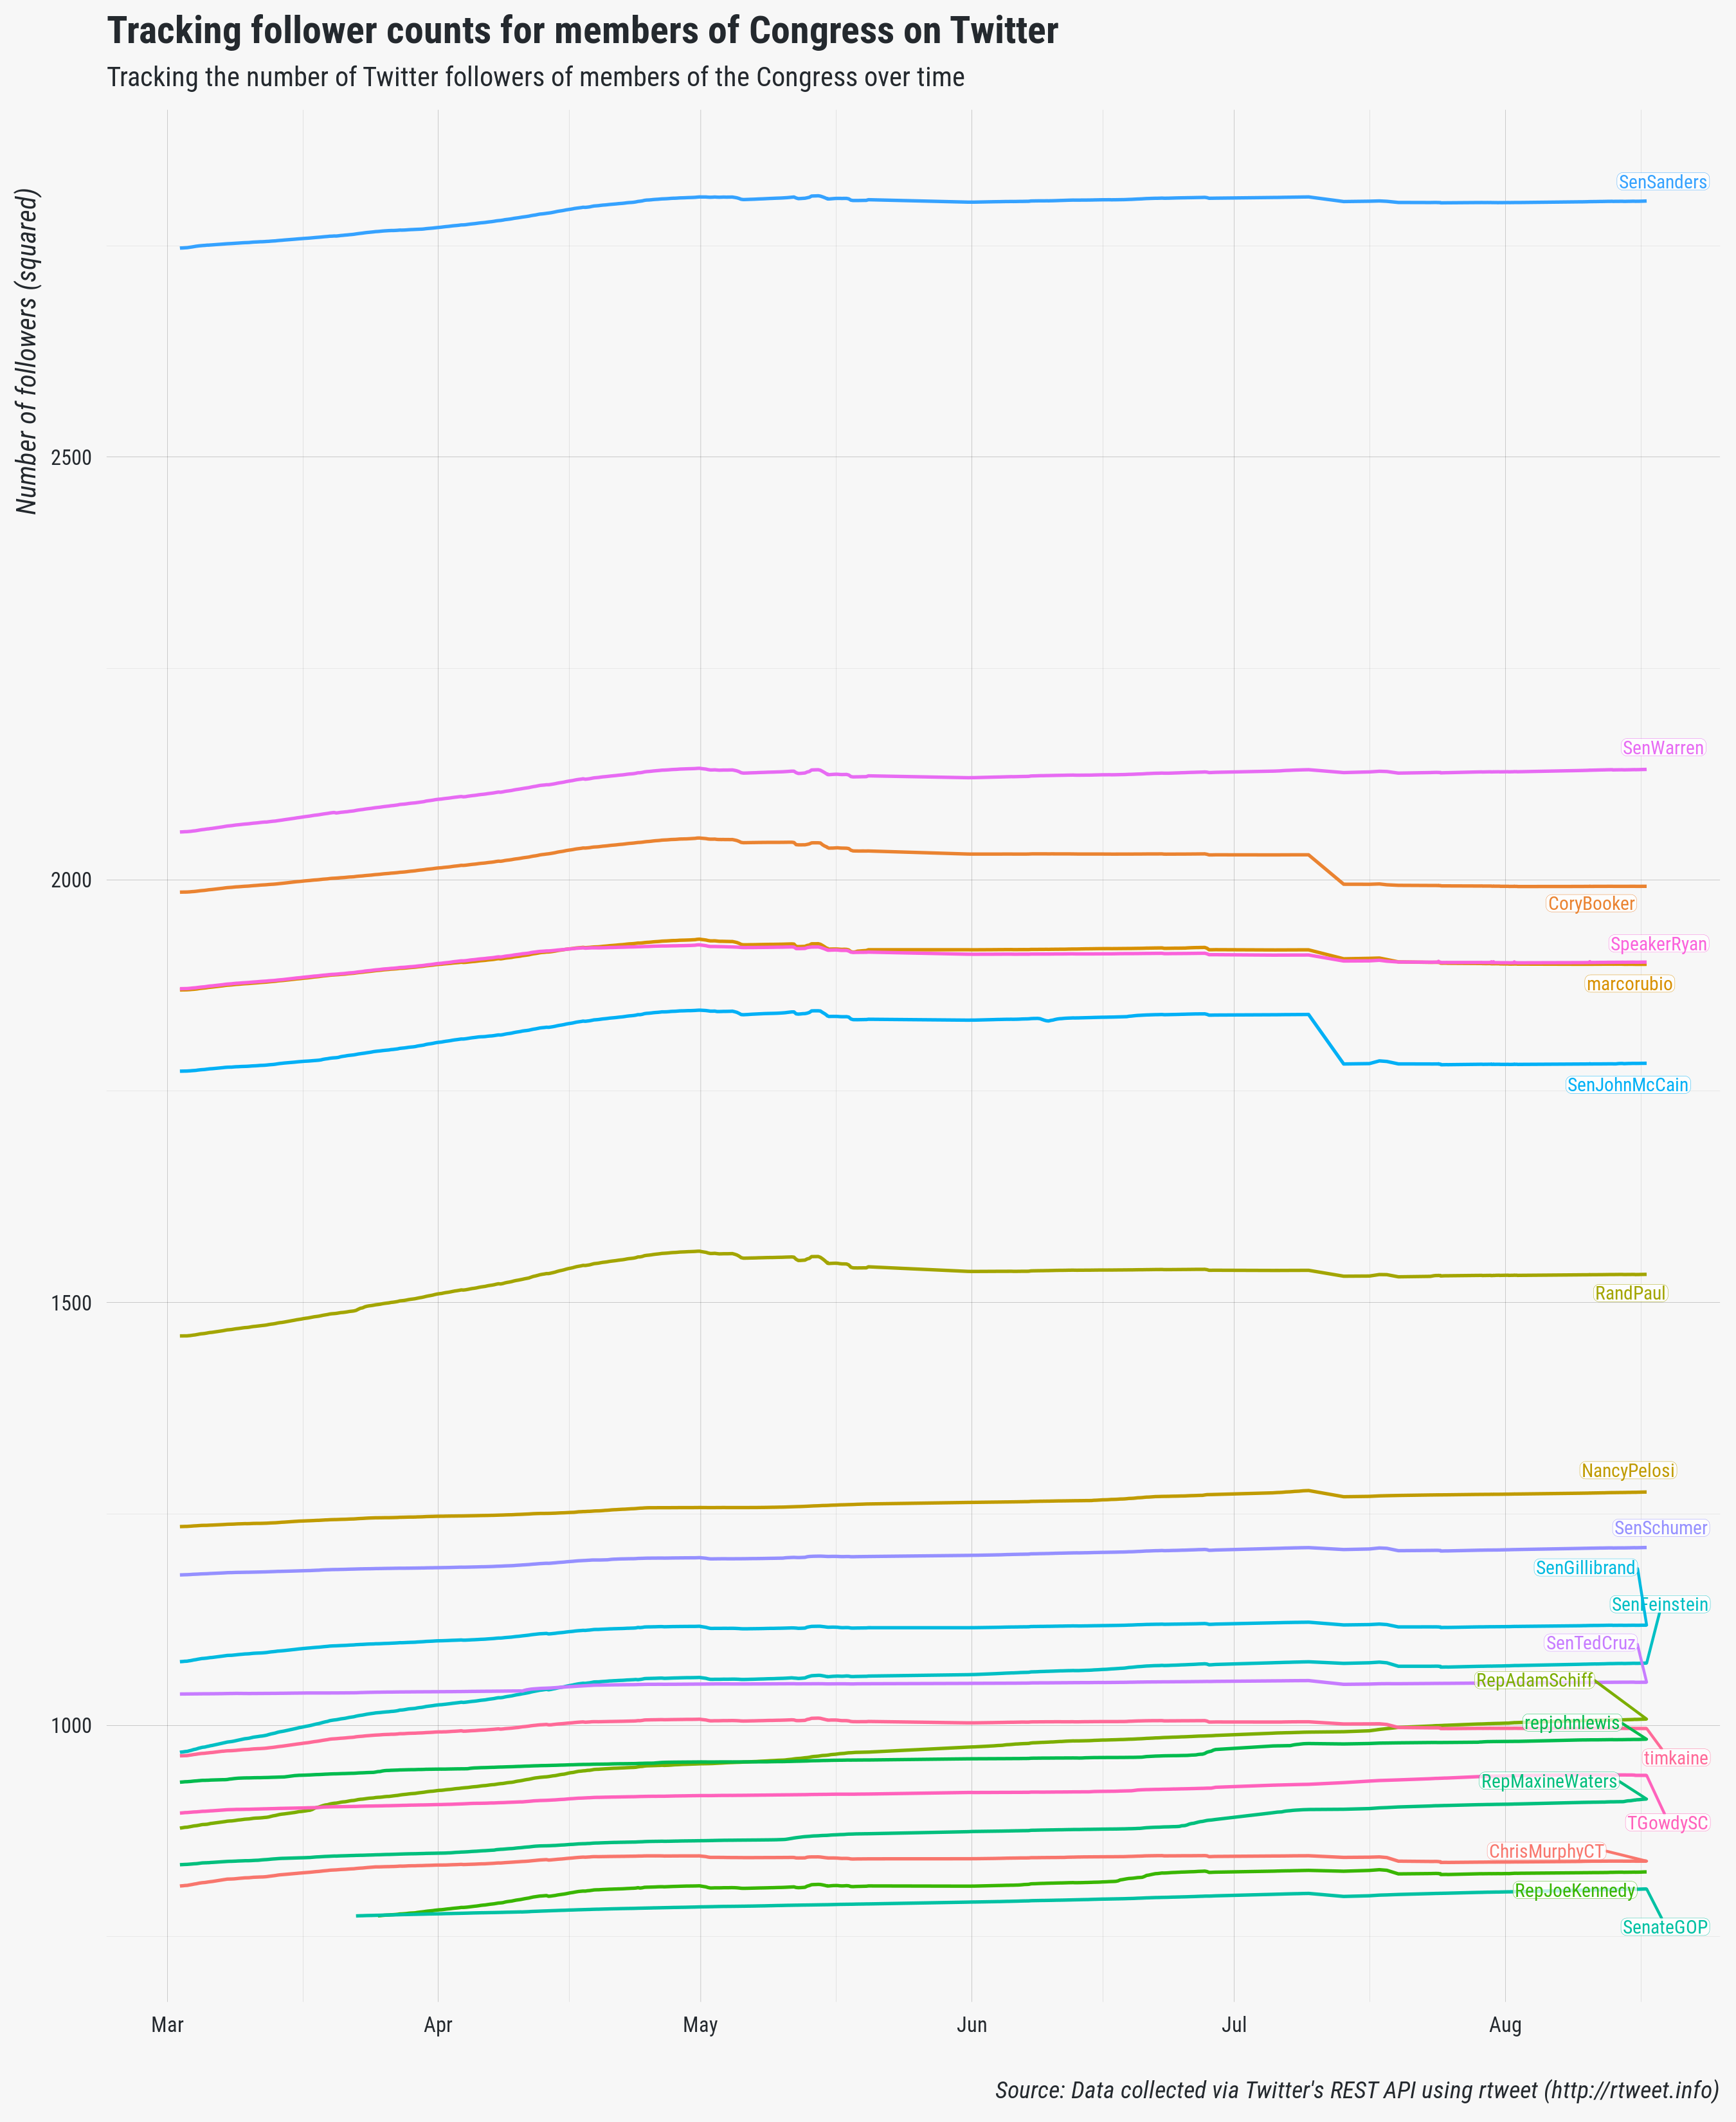 Tracking follower counts for members of Congress on Twitter
Tracking the number of Twitter followers of members of the Congress over time
Number of followers (squared)
SenSanders
2500
SenWarren
2000
CoryBooker
SpeakerRyan
marcorubio
SenJohnMcCain
1500
RandPaul
NancyPelosi
SenSchumer
SenGillibrand
SenFeinstein
SenTedCruz
RepAdamSchiff
1000
repjohnlewis
timkaine
RepMaxineWaters
TGowdySC
ChrisMurphyCT
RepJoeKennedy
SenateGOP
Mar Apr May Jun Jul Aug
Source: Data collected via Twitter's REST API using rtweet (http://rtweet.info)